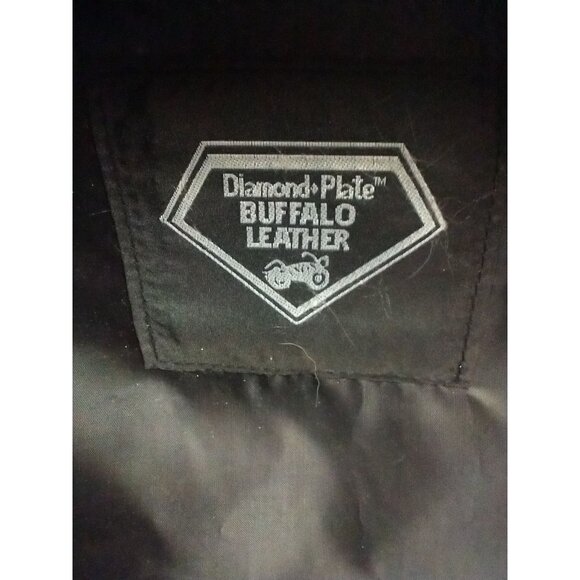 Diamond♦Plate™
BUFFALO
LEATHER